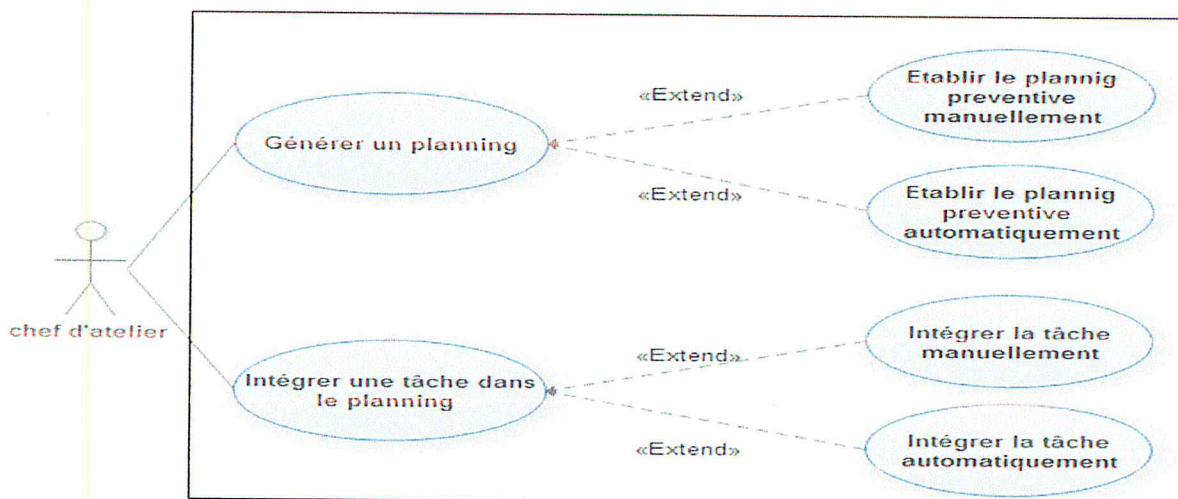 Etablir le plannig
preventive
manuellement
«Extend»
Générer un planning
«Extend»
Etablir le plannig
preventive
automatiquement
chef d'atelier
Intégrer la tâche
manuellement
«Extend»
Intégrer une tâche dans
le planning
«Extend»
Intégrer la tâche
automatiquement